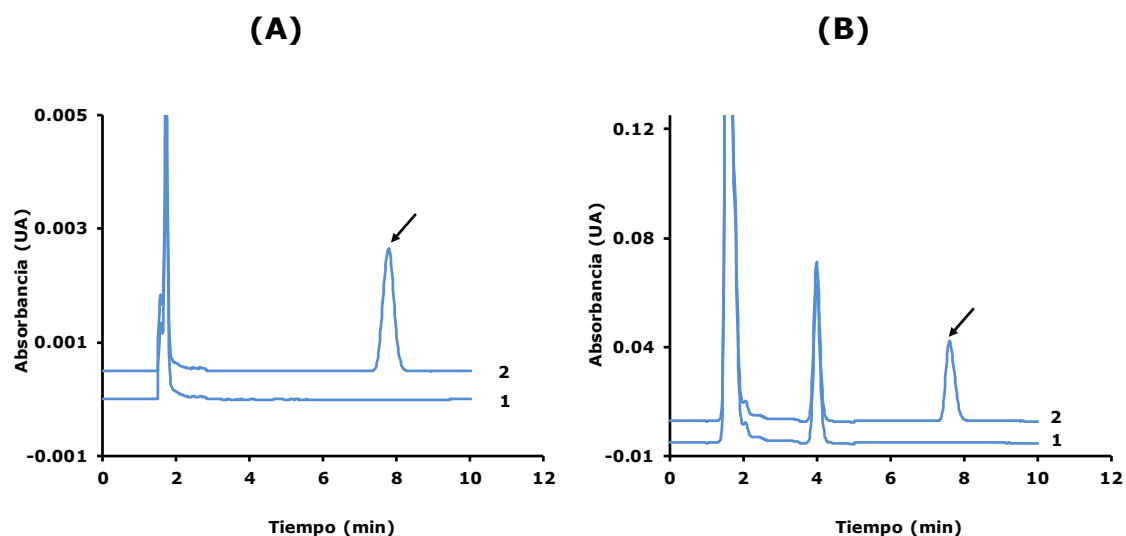 (A)
0.005
0.003
0.001
-0.001
Absorbancia (UA)
2
1
0 2 4 6 8 10 12
Tiempo (min)
(B)
0.12
0.08
0.04
-0.01
Absorbancia (UA)
2
1
0 2 4 6 8 10 12
Tiempo (min)